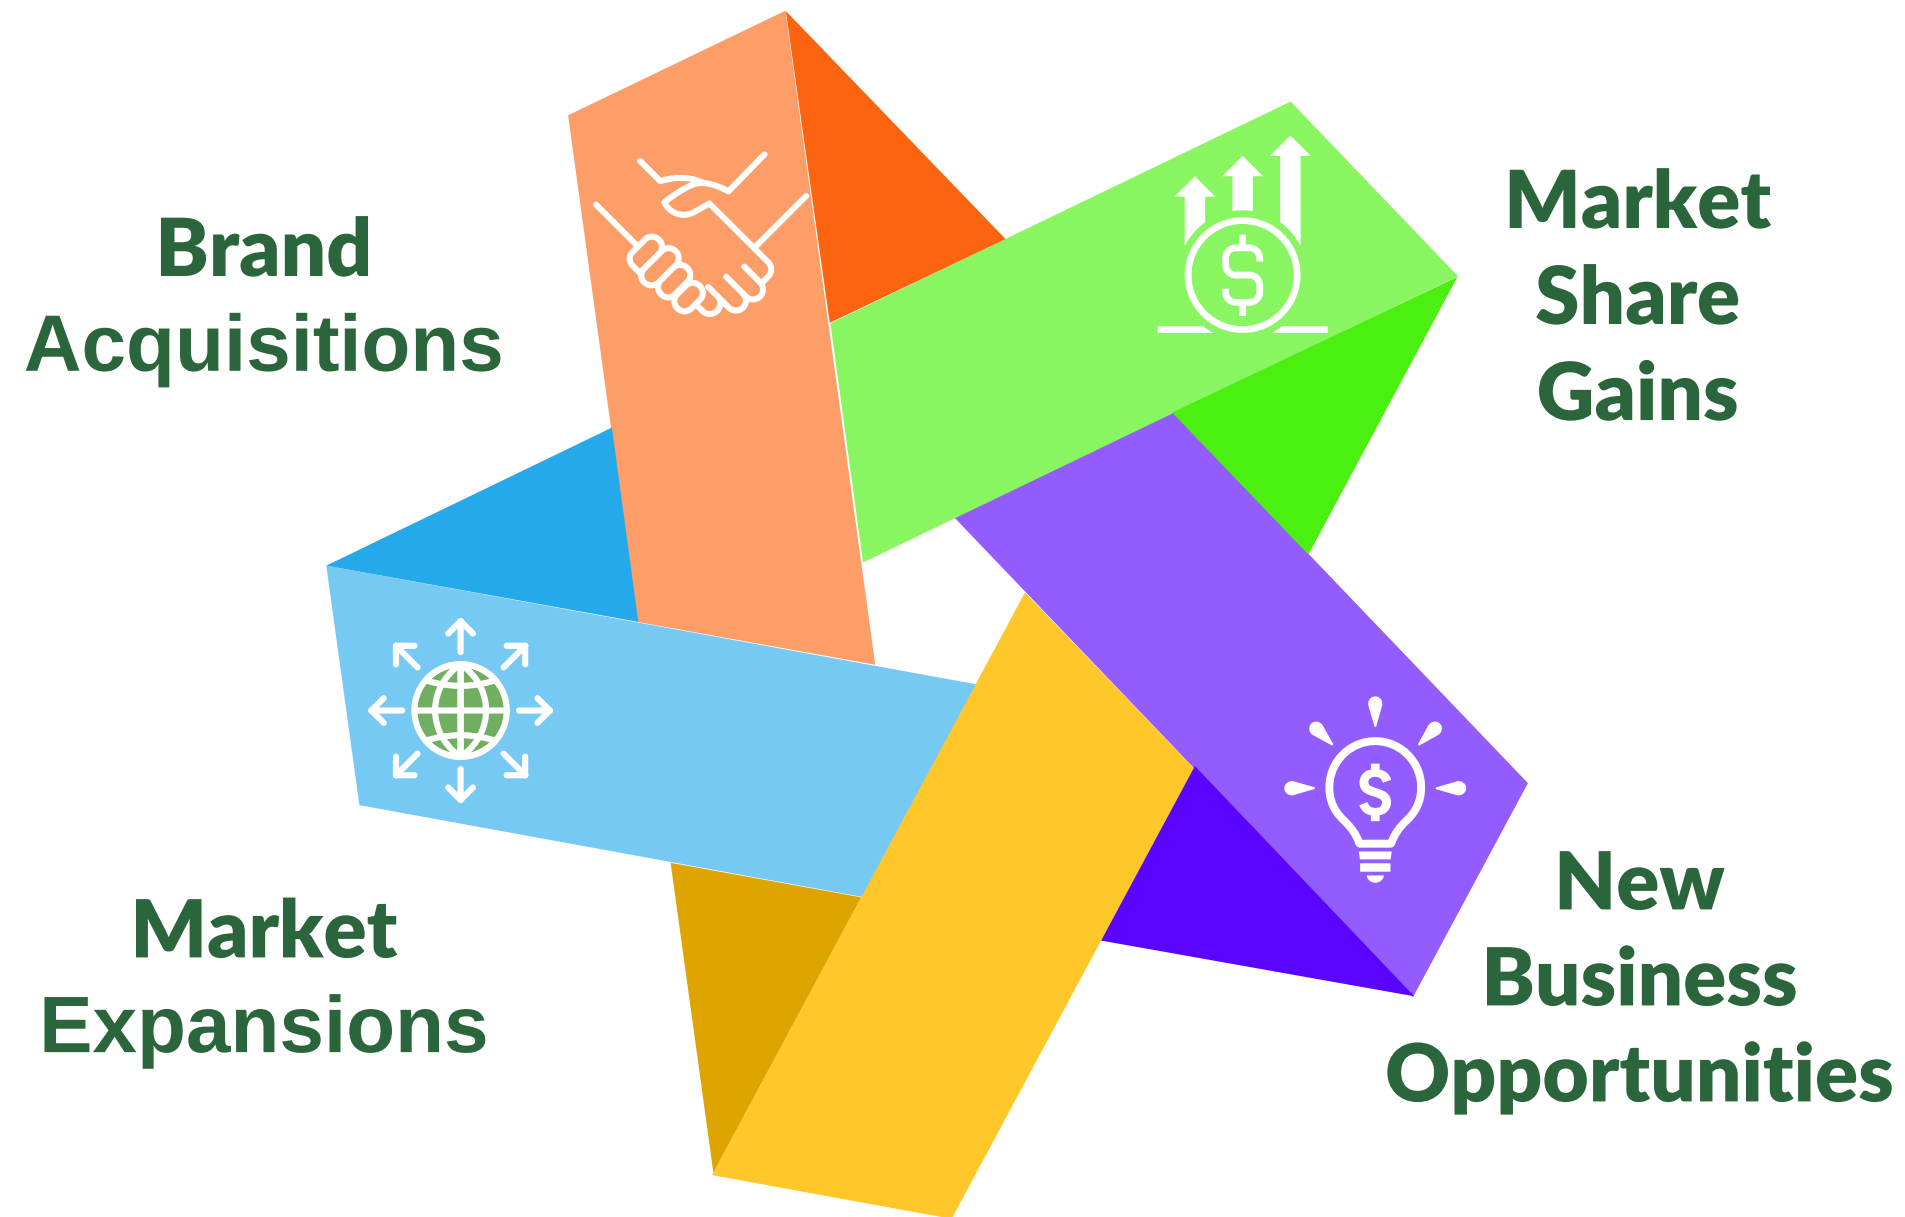 Brand
Acquisitions
Market
Share
Gains
Market
Expansions
New
Business
Opportunities
$
$